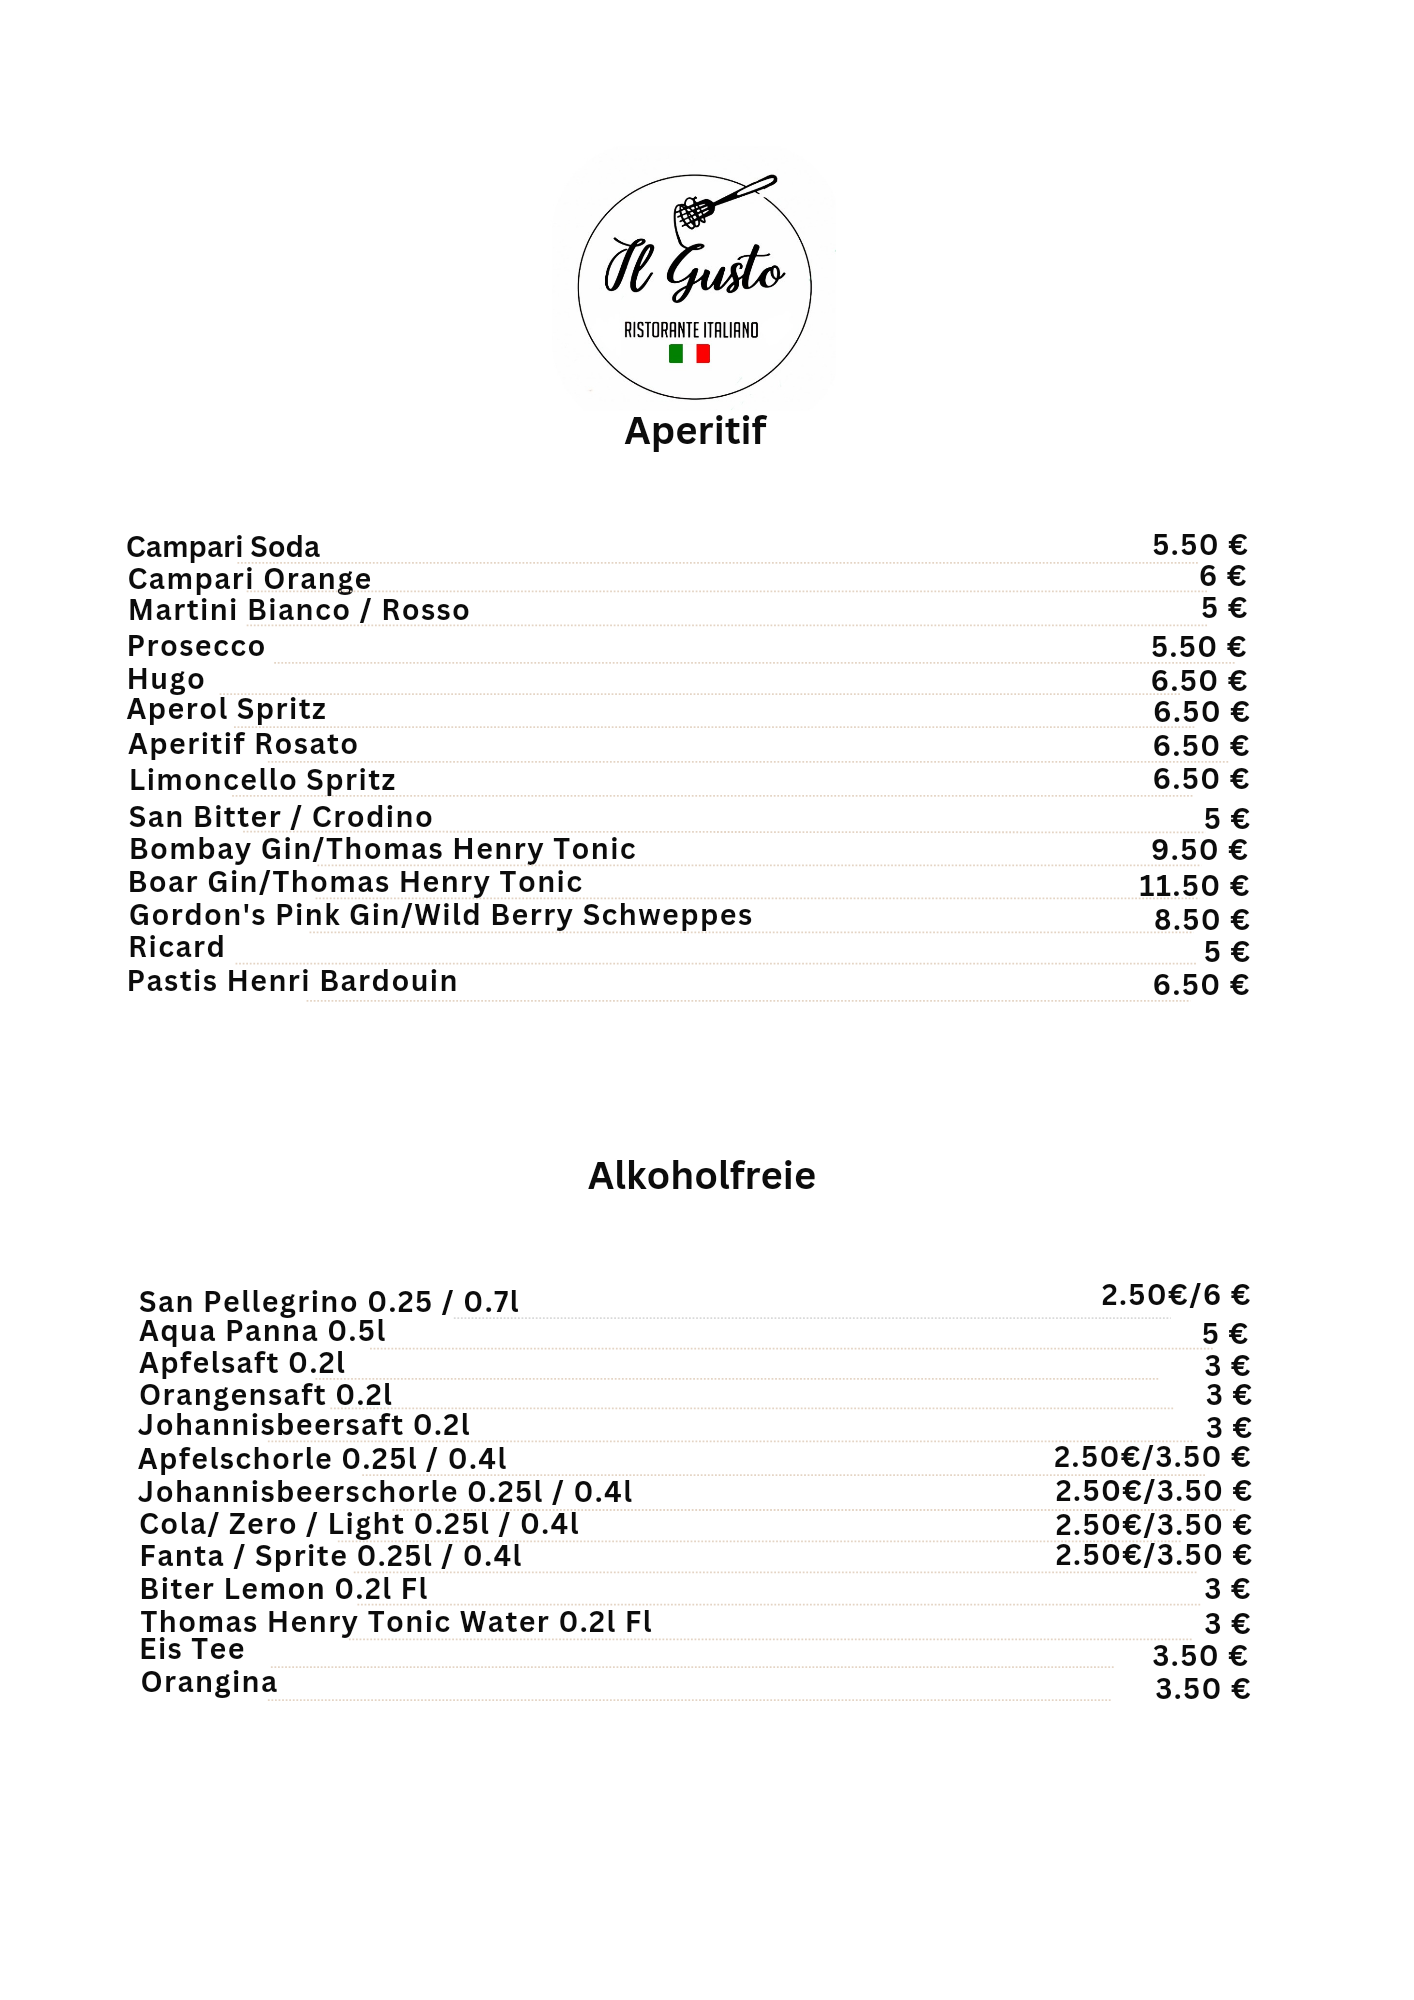 Il Gusto
RISTORANTE ITALIANO
Aperitif
Campari Soda 5.50 €
Campari Orange 6 €
Martini Bianco / Rosso 5 €
Prosecco 5.50 €
Hugo 6.50 €
Aperol Spritz 6.50 €
Aperitif Rosato 6.50 €
Limoncello Spritz 6.50 €
San Bitter / Crodino 5 €
Bombay Gin/Thomas Henry Tonic 9.50 €
Boar Gin/Thomas Henry Tonic 11.50 €
Gordon's Pink Gin/Wild Berry Schweppes 8.50 €
Ricard 5 €
Pastis Henri Bardouin 6.50 €
Alkoholfreie
San Pellegrino 0.25 / 0.7l 2.50€/6 €
Aqua Panna 0.5l 5 €
Apfelsaft 0.2l 3 €
Orangensaft 0.2l 3 €
Johannisbeersaft 0.2l 3 €
Apfelschorle 0.25l / 0.4l 2.50€/3.50 €
Johannisbeerschorle 0.25l / 0.4l 2.50€/3.50 €
Cola/ Zero / Light 0.25l / 0.4l 2.50€/3.50 €
Fanta / Sprite 0.25l / 0.4l 2.50€/3.50 €
Biter Lemon 0.2l Fl 3 €
Thomas Henry Tonic Water 0.2l Fl 3 €
Eis Tee 3.50 €
Orangina 3.50 €